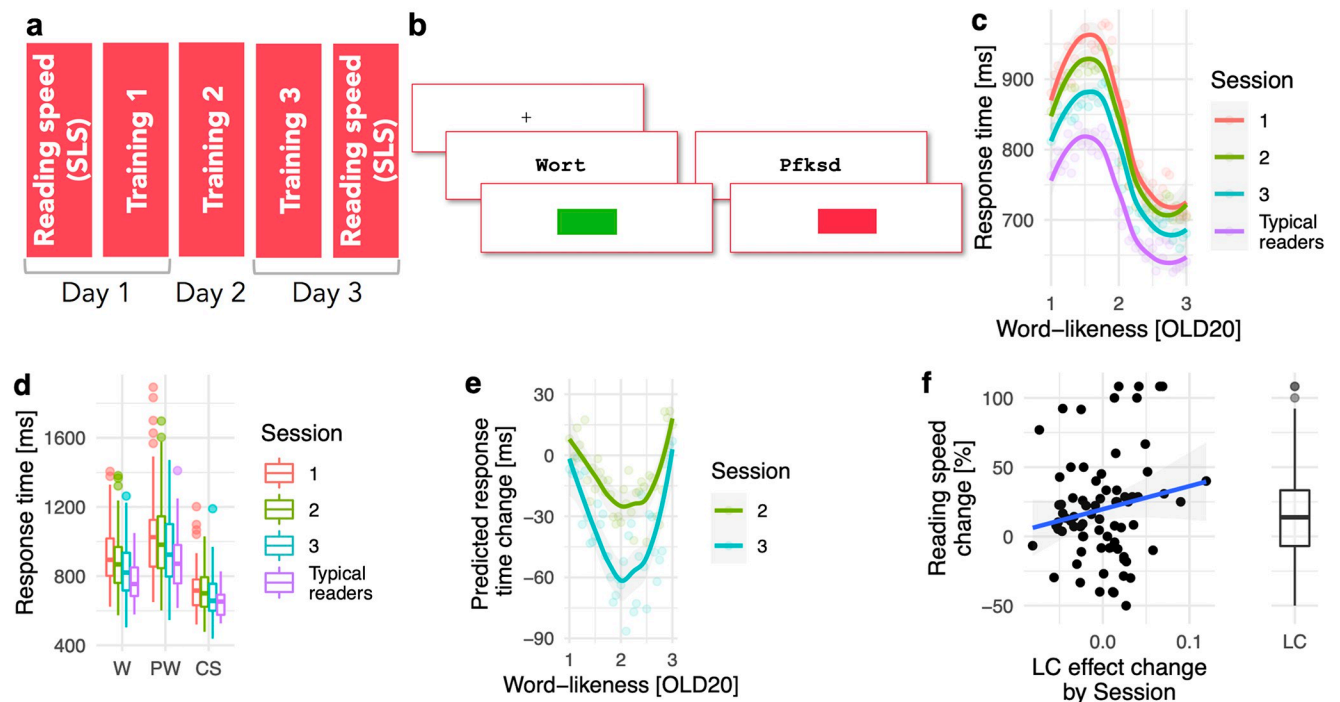 a
Reading speed
(SLS)
Training 1
Training 2
Training 3
Reading speed
(SLS)
Day 1
Day 2
Day 3
b
+
Wort
Pfksd
c
Response time [ms]
900
800
700
1 2 3
Word–likeness [OLD20]
Session
1
2
3
Typical
readers
d
Response time [ms]
1600
1200
800
400
W PW CS
Session
1
2
3
Typical
readers
e
Predicted response
time change [ms]
30
0
−30
−60
−90
1 2 3
Word–likeness [OLD20]
Session
2
3
f
Reading speed
change [%]
100
50
0
−50
0.0 0.1
LC effect change
by Session
LC